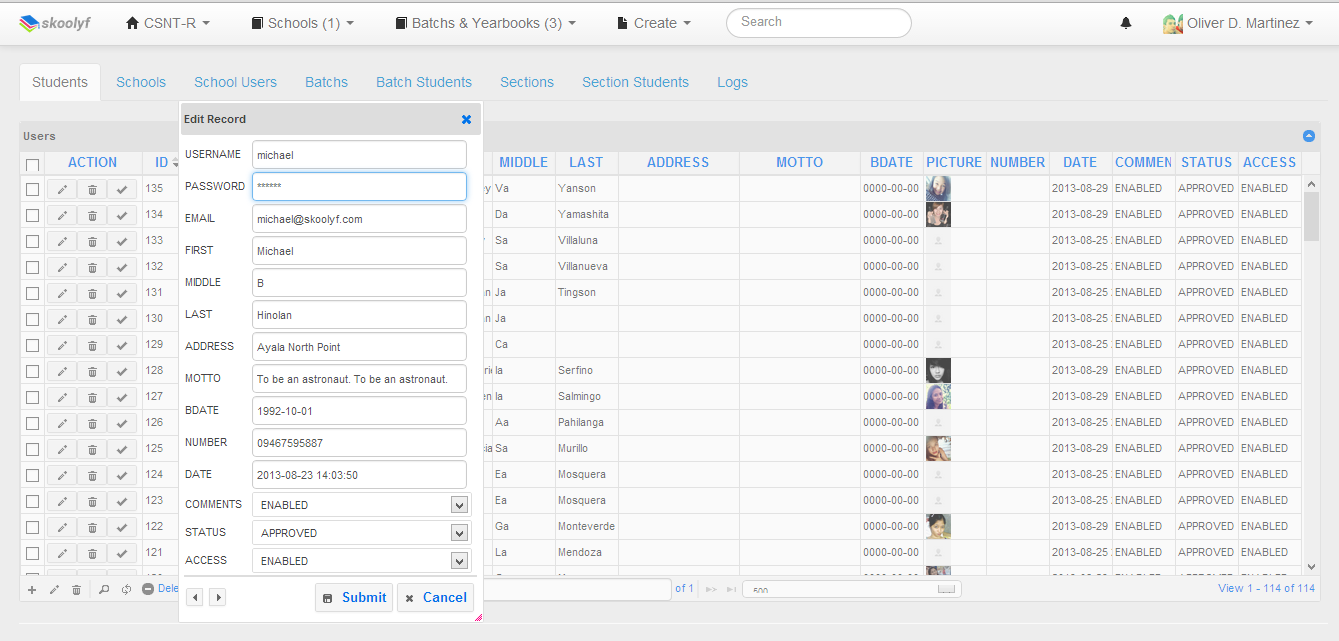 skoolyf CSNT-R Schools (1) Batchs & Yearbooks (3) Create Search Oliver D. Martinez
Students Schools School Users Batchs Batch Students Sections Section Students Logs
Edit Record
USERNAME michael
PASSWORD ******
EMAIL michael@skoolyf.com
FIRST Michael
MIDDLE B
LAST Hinolan
ADDRESS Ayala North Point
MOTTO To be an astronaut. To be an astronaut.
BDATE 1992-10-01
NUMBER 09467595887
DATE 2013-08-23 14:03:50
COMMENTS ENABLED
STATUS APPROVED
ACCESS ENABLED
Submit Cancel
Users
ACTION ID MIDDLE LAST ADDRESS MOTTO BDATE PICTURE NUMBER DATE COMMEN STATUS ACCESS
135 ey Va Yanson 0000-00-00 2013-08-29 ENABLED APPROVED ENABLED
134 Da Yamashita 0000-00-00 2013-08-29 ENABLED APPROVED ENABLED
133 Sa Villaluna 0000-00-00 2013-08-25 ENABLED APPROVED ENABLED
132 Sa Villanueva 0000-00-00 2013-08-25 ENABLED APPROVED ENABLED
131 an Ja Tingson 0000-00-00 2013-08-25 ENABLED APPROVED ENABLED
130 an Ja 0000-00-00 2013-08-25 ENABLED APPROVED ENABLED
129 Ca 0000-00-00 2013-08-25 ENABLED APPROVED ENABLED
128 Ia Serfino 0000-00-00 2013-08-29 ENABLED APPROVED ENABLED
127 en Ia Salmingo 0000-00-00 2013-08-29 ENABLED APPROVED ENABLED
126 Aa Pahilanga 0000-00-00 2013-08-25 ENABLED APPROVED ENABLED
125 Sa Murillo 0000-00-00 2013-08-29 ENABLED APPROVED ENABLED
124 Ea Mosquera 0000-00-00 2013-08-25 ENABLED APPROVED ENABLED
123 Ea Mosquera 0000-00-00 2013-08-25 ENABLED APPROVED ENABLED
122 Ga Monteverde 0000-00-00 2013-08-29 ENABLED APPROVED ENABLED
121 La Mendoza 0000-00-00 2013-08-25 ENABLED APPROVED ENABLED
Dele of 1 500 View 1 - 114 of 114